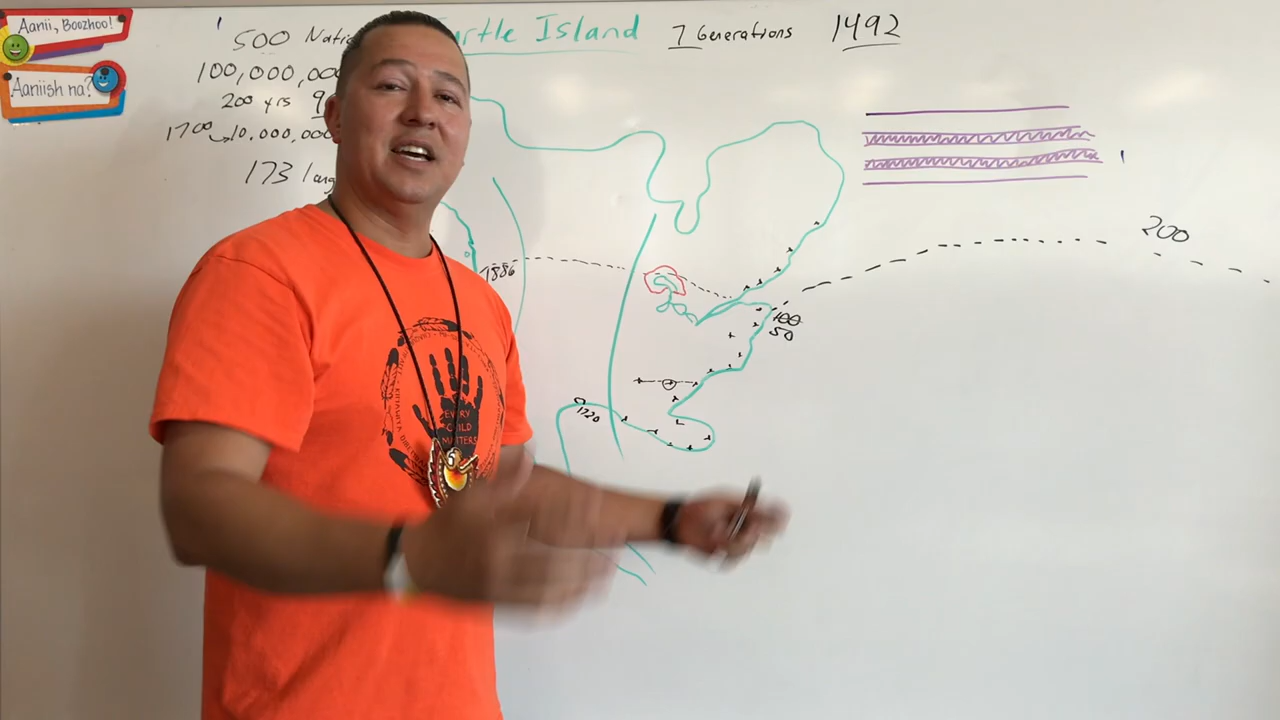 Aanii, Boozhoo!
Aaniish na?
500 Nati
rtle Island
7 Generations
1492
100,000,00
200 yrs 9
1700 10,000,00
173 lang
1886
200
100
50
1720
EVERY
CHILD
MATTERS